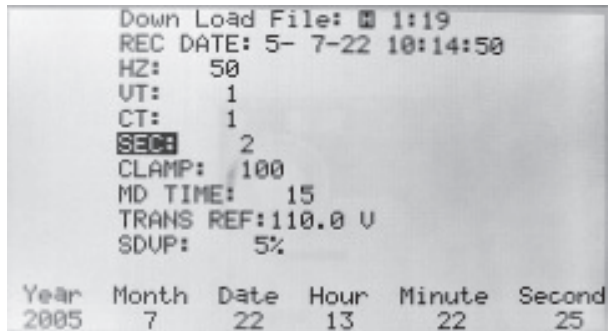 Down Load File: M 1:19
REC DATE: 5- 7-22 10:14:50
HZ: 50
VT: 1
CT: 1
SEC: 2
CLAMP: 100
MD TIME: 15
TRANS REF:110.0 V
SDVP: 5%
Year Month Date Hour Minute Second
2005 7 22 13 22 25